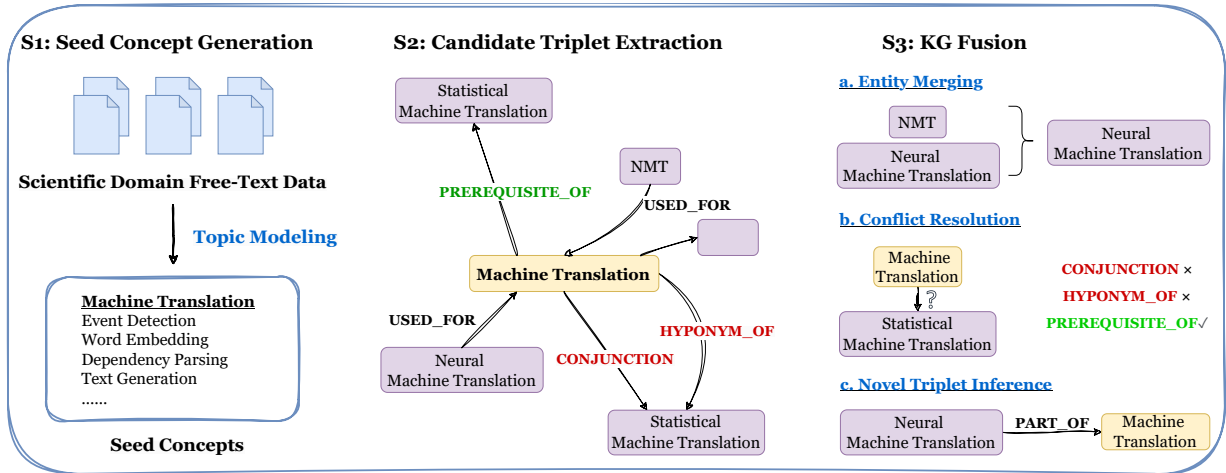 S1: Seed Concept Generation
Scientific Domain Free-Text Data
Topic Modeling
Machine Translation
Event Detection
Word Embedding
Dependency Parsing
Text Generation
......
Seed Concepts
S2: Candidate Triplet Extraction
Statistical
Machine Translation
NMT
PREREQUISITE_OF
USED_FOR
Machine Translation
USED_FOR
HYPONYM_OF
CONJUNCTION
Neural
Machine Translation
Statistical
Machine Translation
S3: KG Fusion
a. Entity Merging
NMT
Neural
Machine Translation
Neural
Machine Translation
b. Conflict Resolution
Machine
Translation
?
Statistical
Machine Translation
CONJUNCTION ×
HYPONYM_OF ×
PREREQUISITE_OF✓
c. Novel Triplet Inference
Neural
Machine Translation
PART_OF
Machine
Translation